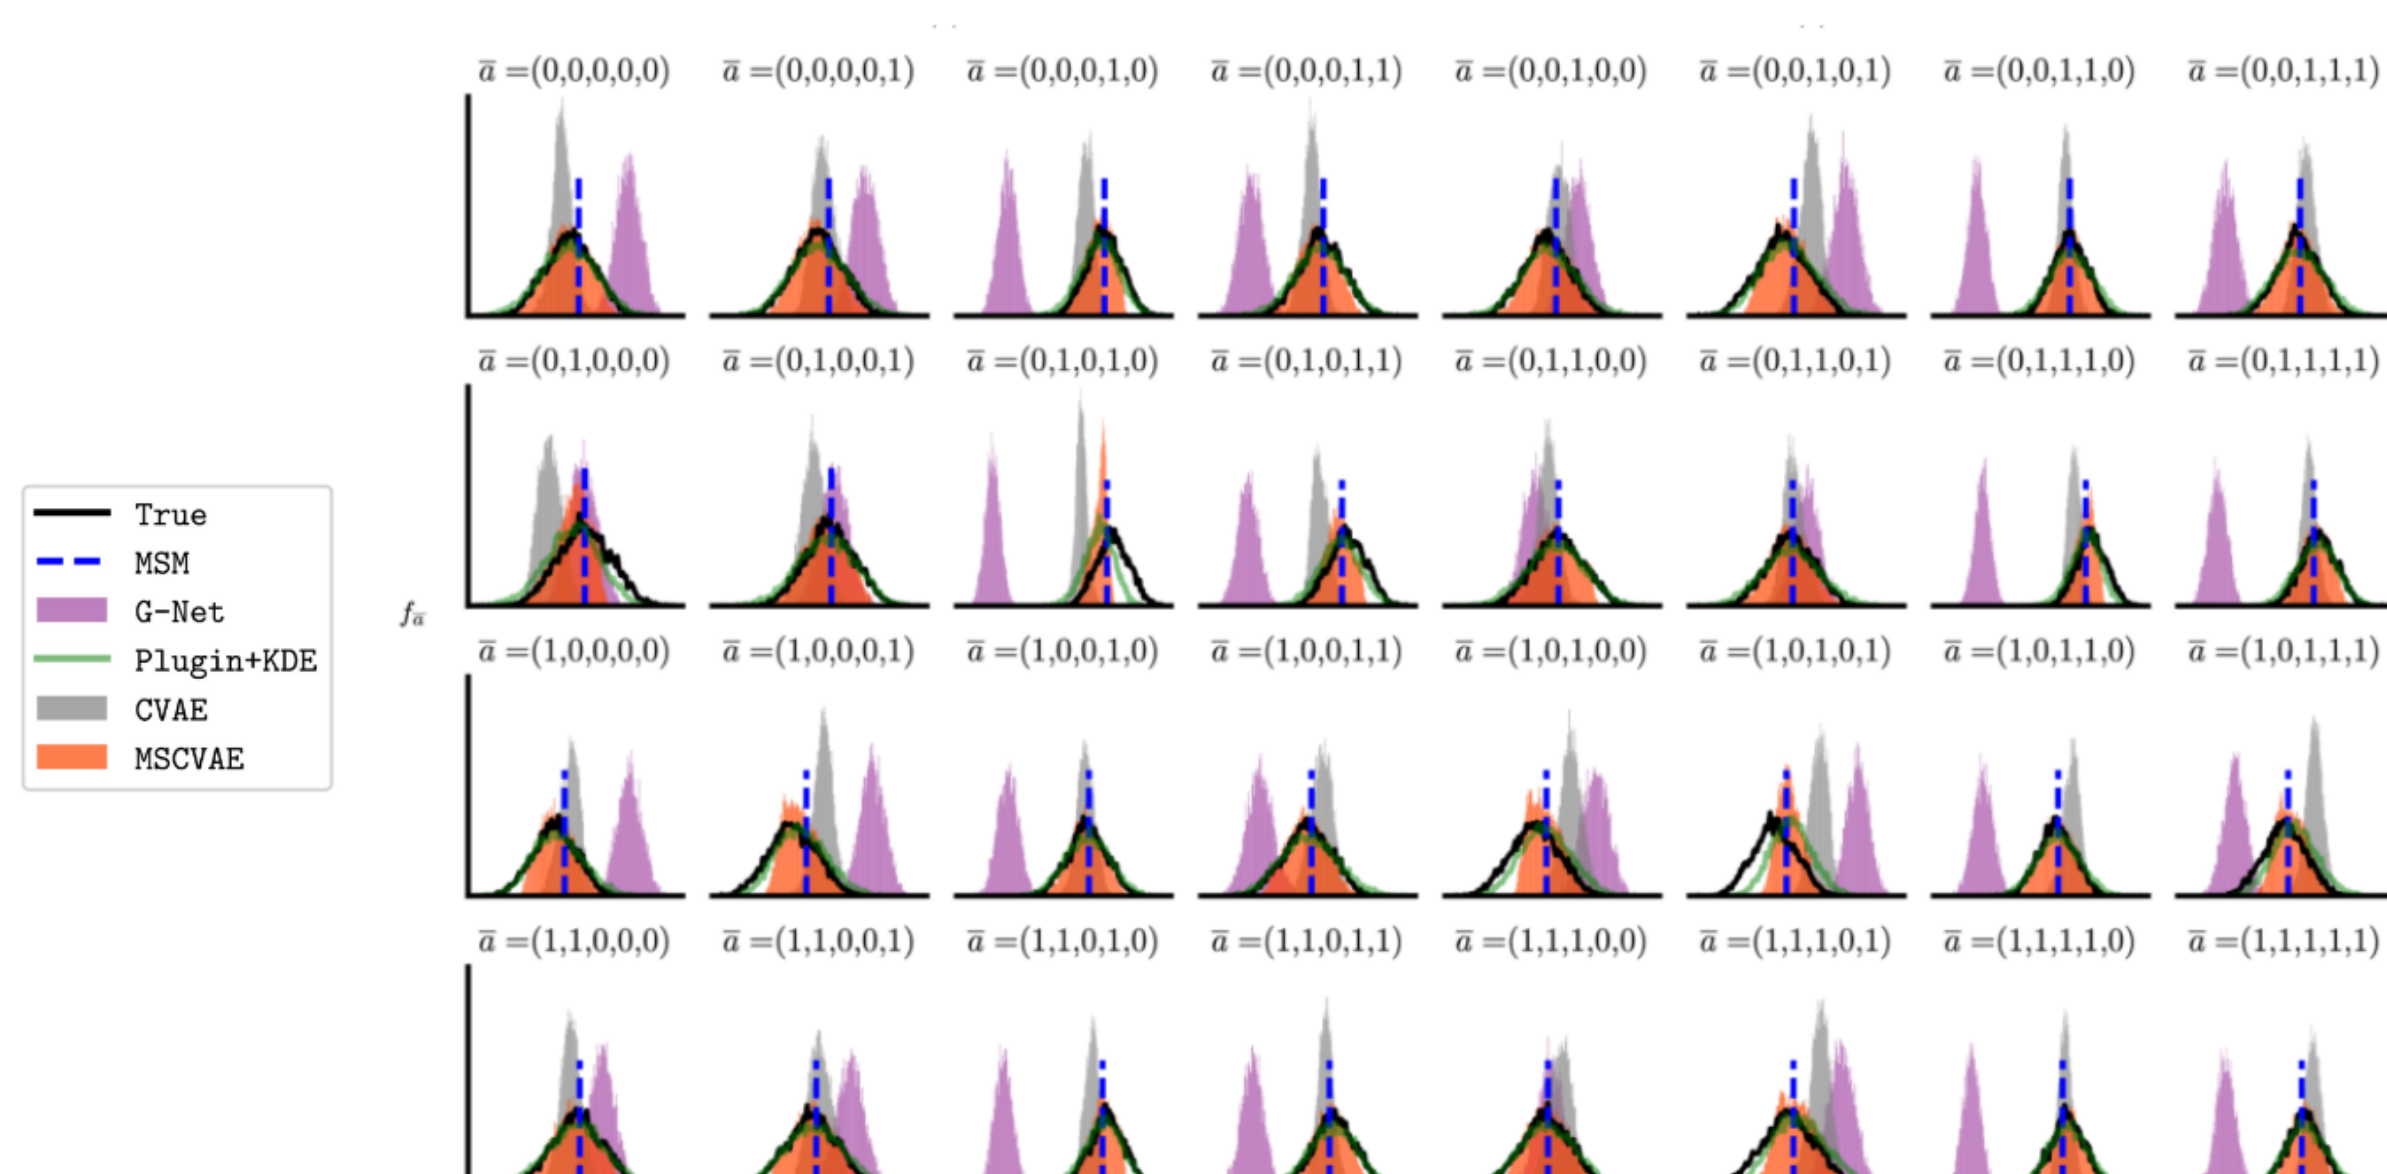 a̅ =(0,0,0,0,0) a̅ =(0,0,0,0,1) a̅ =(0,0,0,1,0) a̅ =(0,0,0,1,1) a̅ =(0,0,1,0,0) a̅ =(0,0,1,0,1) a̅ =(0,0,1,1,0) a̅ =(0,0,1,1,1)
a̅ =(0,1,0,0,0) a̅ =(0,1,0,0,1) a̅ =(0,1,0,1,0) a̅ =(0,1,0,1,1) a̅ =(0,1,1,0,0) a̅ =(0,1,1,0,1) a̅ =(0,1,1,1,0) a̅ =(0,1,1,1,1)
True
MSM
G-Net
Plugin+KDE
CVAE
MSCVAE
f_a̅
a̅ =(1,0,0,0,0) a̅ =(1,0,0,0,1) a̅ =(1,0,0,1,0) a̅ =(1,0,0,1,1) a̅ =(1,0,1,0,0) a̅ =(1,0,1,0,1) a̅ =(1,0,1,1,0) a̅ =(1,0,1,1,1)
a̅ =(1,1,0,0,0) a̅ =(1,1,0,0,1) a̅ =(1,1,0,1,0) a̅ =(1,1,0,1,1) a̅ =(1,1,1,0,0) a̅ =(1,1,1,0,1) a̅ =(1,1,1,1,0) a̅ =(1,1,1,1,1)